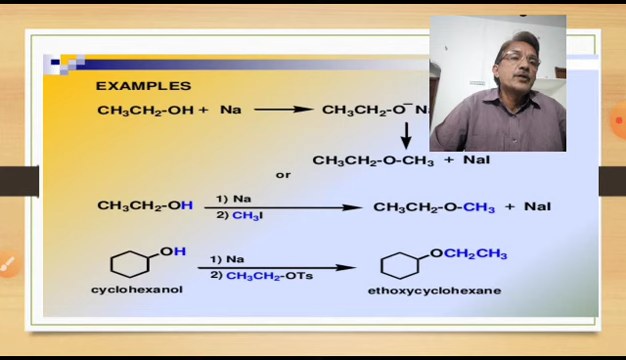 EXAMPLES
CH₃CH₂-OH + Na ⟶ CH₃CH₂-O⁻ N
CH₃CH₂-O-CH₃ + NaI
or
1) Na
CH₃CH₂-OH ⟶ CH₃CH₂-O-CH₃ + NaI
2) CH₃I
OH 1) Na OCH₂CH₃
2) CH₃CH₂-OTs
cyclohexanol ethoxycyclohexane